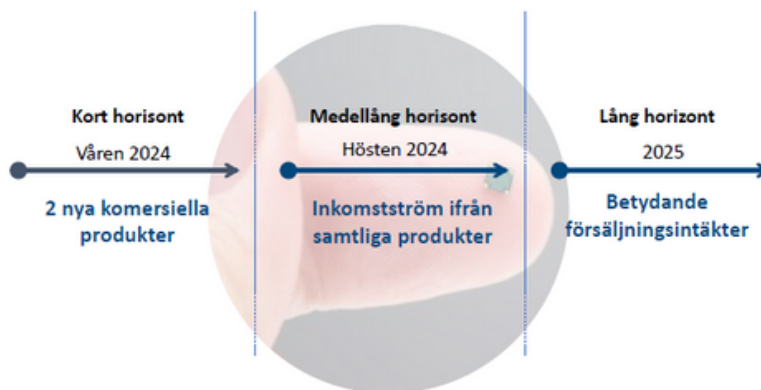 Kort horisont
Våren 2024
2 nya komersiella
produkter
Medellång horisont
Hösten 2024
Inkomstström ifrån
samtliga produkter
Lång horizont
2025
Betydande
försäljningsintäkter